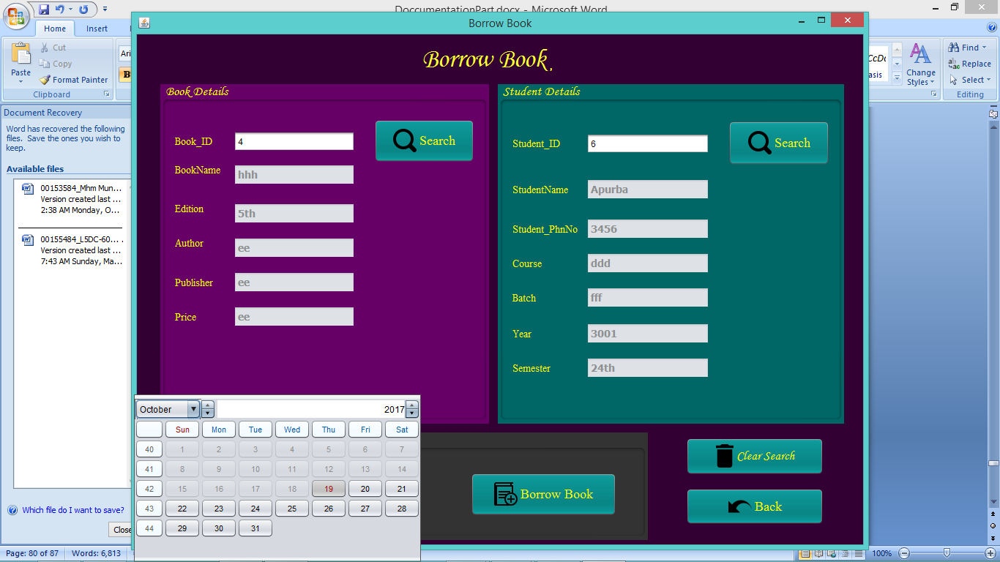 DoccumentationPart.docx - Microsoft Word
Borrow Book
Home
Insert
Paste
Cut
Copy
Format Painter
Clipboard
Ari
B
Change
Styles
Find
Replace
Select
Editing
Document Recovery
Word has recovered the following
files. Save the ones you wish to
keep.
Available files
00153584_Mhm Mun...
Version created last ...
2:38 AM Monday, O...
00155484_L5DC-60... .
Version created last ...
7:43 AM Sunday, Ma...
Which file do I want to save?
Close
Page: 80 of 87
Words: 6,813
100%
Borrow Book,
Book Details
Book_ID
4
Search
BookName
hhh
Edition
5th
Author
ee
Publisher
ee
Price
ee
Student Details
Student_ID
6
Search
StudentName
Apurba
Student_PhnNo
3456
Course
ddd
Batch
fff
Year
3001
Semester
24th
October
2017
Sun Mon Tue Wed Thu Fri Sat
40 1 2 3 4 5 6 7
41 8 9 10 11 12 13 14
42 15 16 17 18 19 20 21
43 22 23 24 25 26 27 28
44 29 30 31
Borrow Book
Clear Search
Back